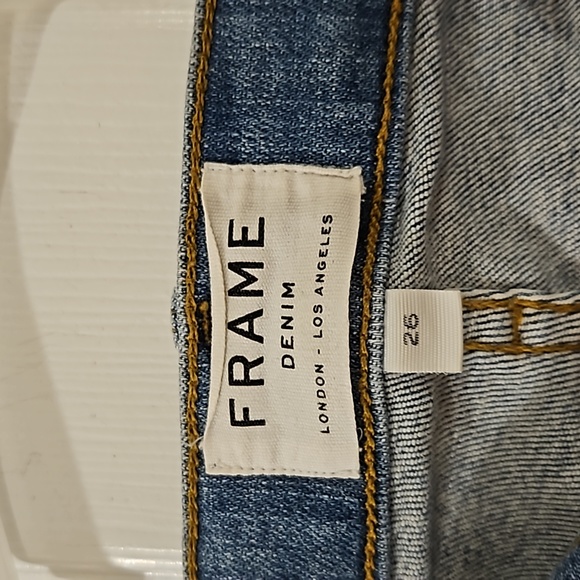 FRAME
DENIM
LONDON - LOS ANGELES
26